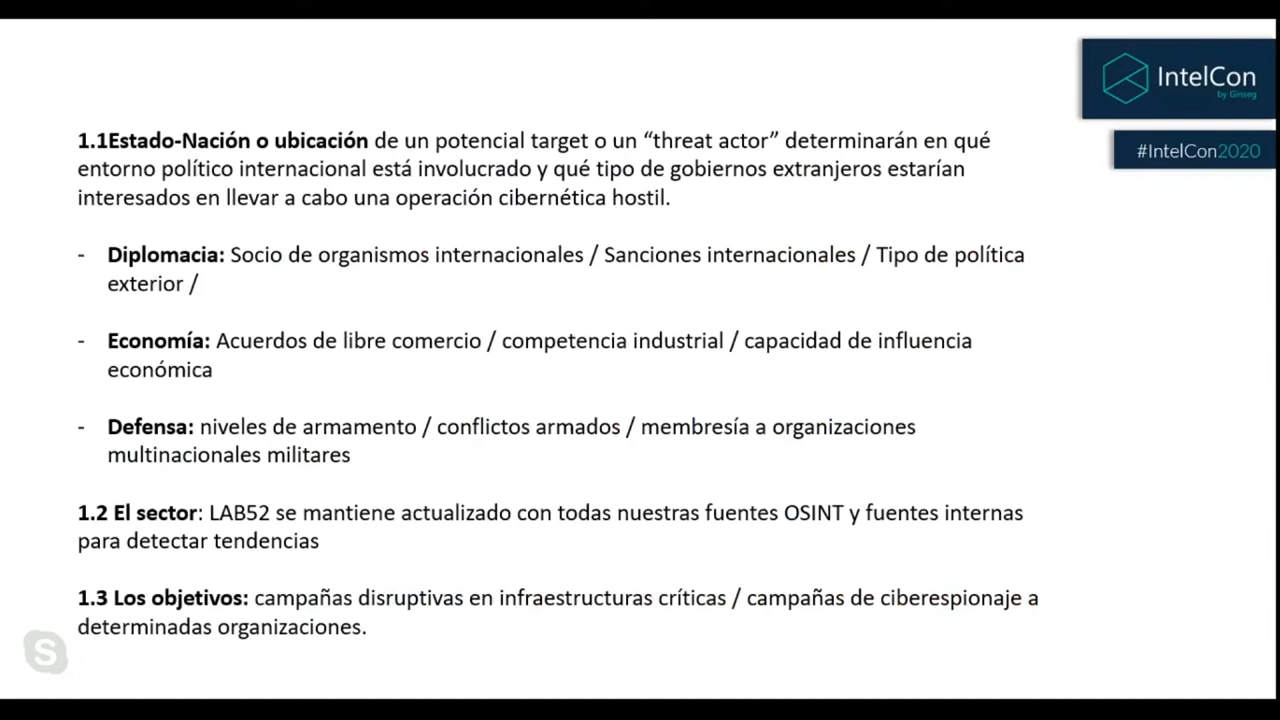 IntelCon
by Ginseg
#IntelCon2020
1.1Estado-Nación o ubicación de un potencial target o un “threat actor” determinarán en qué
entorno político internacional está involucrado y qué tipo de gobiernos extranjeros estarían
interesados en llevar a cabo una operación cibernética hostil.
- Diplomacia: Socio de organismos internacionales / Sanciones internacionales / Tipo de política
exterior /
- Economía: Acuerdos de libre comercio / competencia industrial / capacidad de influencia
económica
- Defensa: niveles de armamento / conflictos armados / membresía a organizaciones
multinacionales militares
1.2 El sector: LAB52 se mantiene actualizado con todas nuestras fuentes OSINT y fuentes internas
para detectar tendencias
1.3 Los objetivos: campañas disruptivas en infraestructuras críticas / campañas de ciberespionaje a
determinadas organizaciones.
S